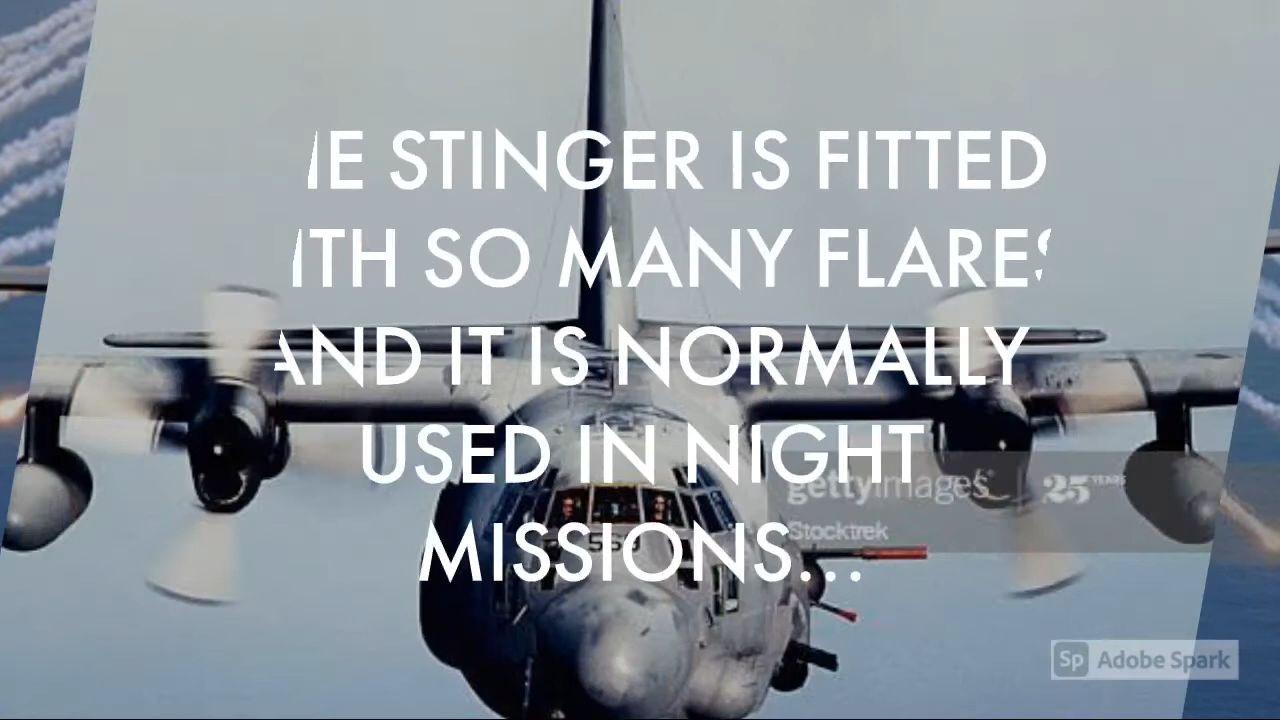 IE STINGER IS FITTED
ITH SO MANY FLARES
AND IT IS NORMALLY
USED IN NIGHT
MISSIONS...
gettyimages® 25 YEARS
Stocktrek
Sp Adobe Spark